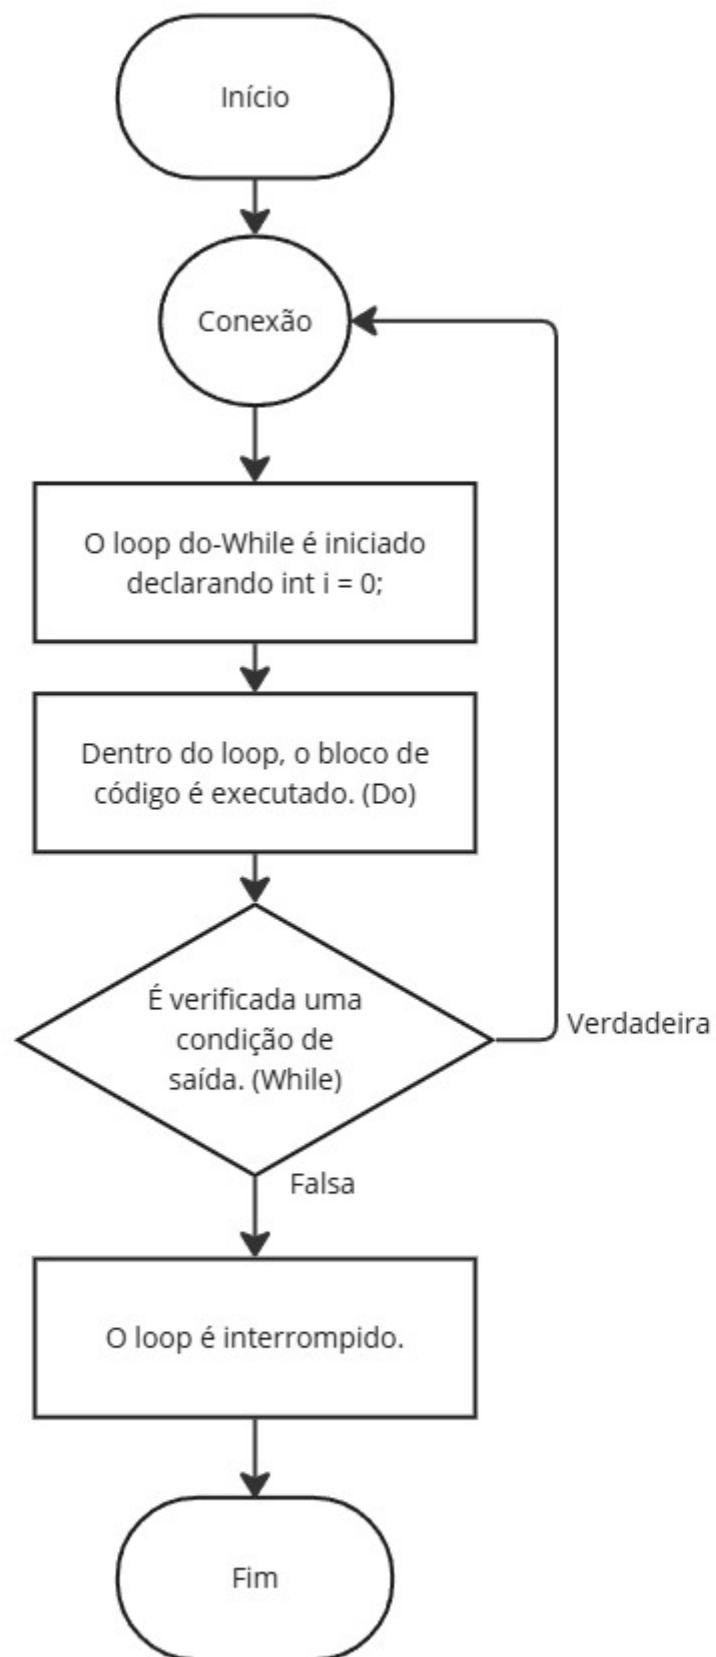 Início
Conexão
O loop do-While é iniciado
declarando int i = 0;
Dentro do loop, o bloco de
código é executado. (Do)
É verificada uma
condição de
saída. (While)
Verdadeira
Falsa
O loop é interrompido.
Fim